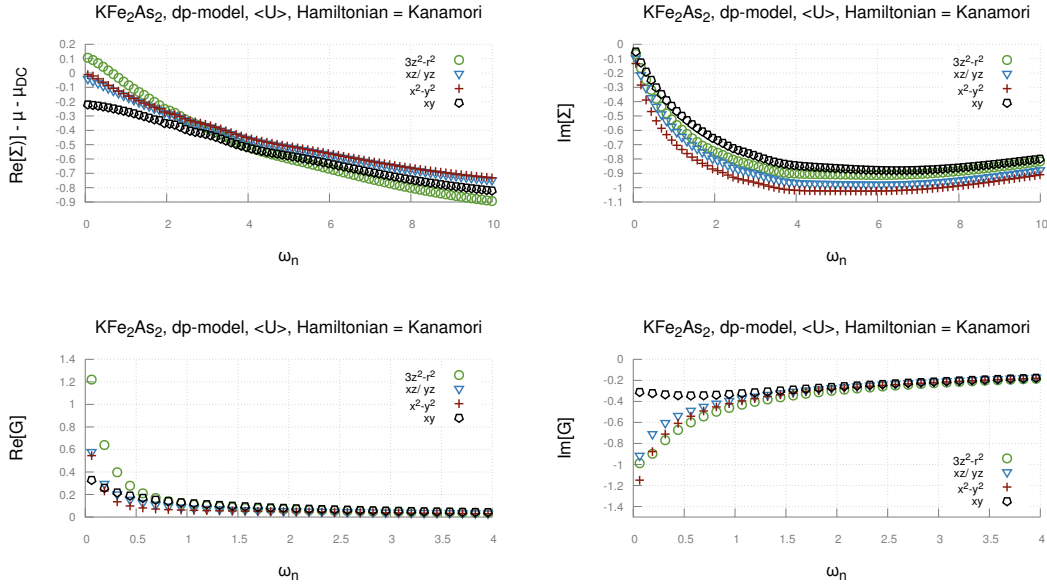 KFe₂As₂, dp-model, <U>, Hamiltonian = Kanamori
Re[Σ)] - μ - μDC
0.2
0.1
0
-0.1
-0.2
-0.3
-0.4
-0.5
-0.6
-0.7
-0.8
-0.9
0
2
4
6
8
10
ωn
3z²-r²
xz/ yz
x²-y²
xy
KFe₂As₂, dp-model, <U>, Hamiltonian = Kanamori
Im[Σ]
0
-0.1
-0.2
-0.3
-0.4
-0.5
-0.6
-0.7
-0.8
-0.9
-1
-1.1
0
2
4
6
8
10
ωn
3z²-r²
xz/ yz
x²-y²
xy
KFe₂As₂, dp-model, <U>, Hamiltonian = Kanamori
Re[G]
1.4
1.2
1
0.8
0.6
0.4
0.2
0
0
0.5
1
1.5
2
2.5
3
3.5
4
ωn
3z²-r²
xz/ yz
x²-y²
xy
KFe₂As₂, dp-model, <U>, Hamiltonian = Kanamori
Im[G]
0
-0.2
-0.4
-0.6
-0.8
-1
-1.2
-1.4
0
0.5
1
1.5
2
2.5
3
3.5
4
ωn
3z²-r²
xz/ yz
x²-y²
xy